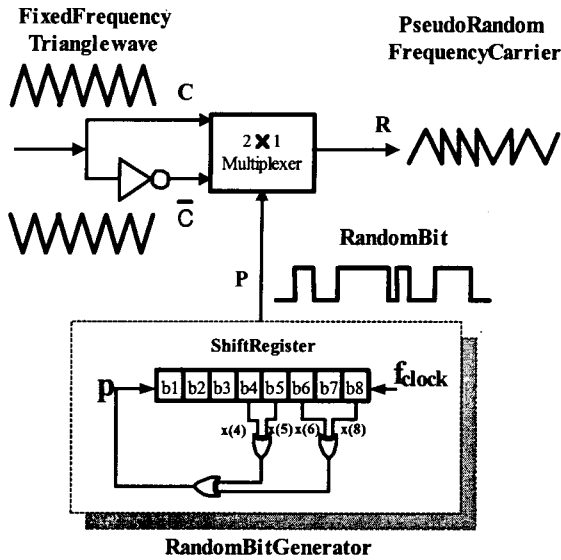 FixedFrequency
Trianglewave
PseudoRandom
FrequencyCarrier
C
2 × 1
Multiplexer
R
C̅
RandomBit
P
ShiftRegister
p
b1 b2 b3 b4 b5 b6 b7 b8
fclock
x(4) x(5) x(6) x(8)
RandomBitGenerator